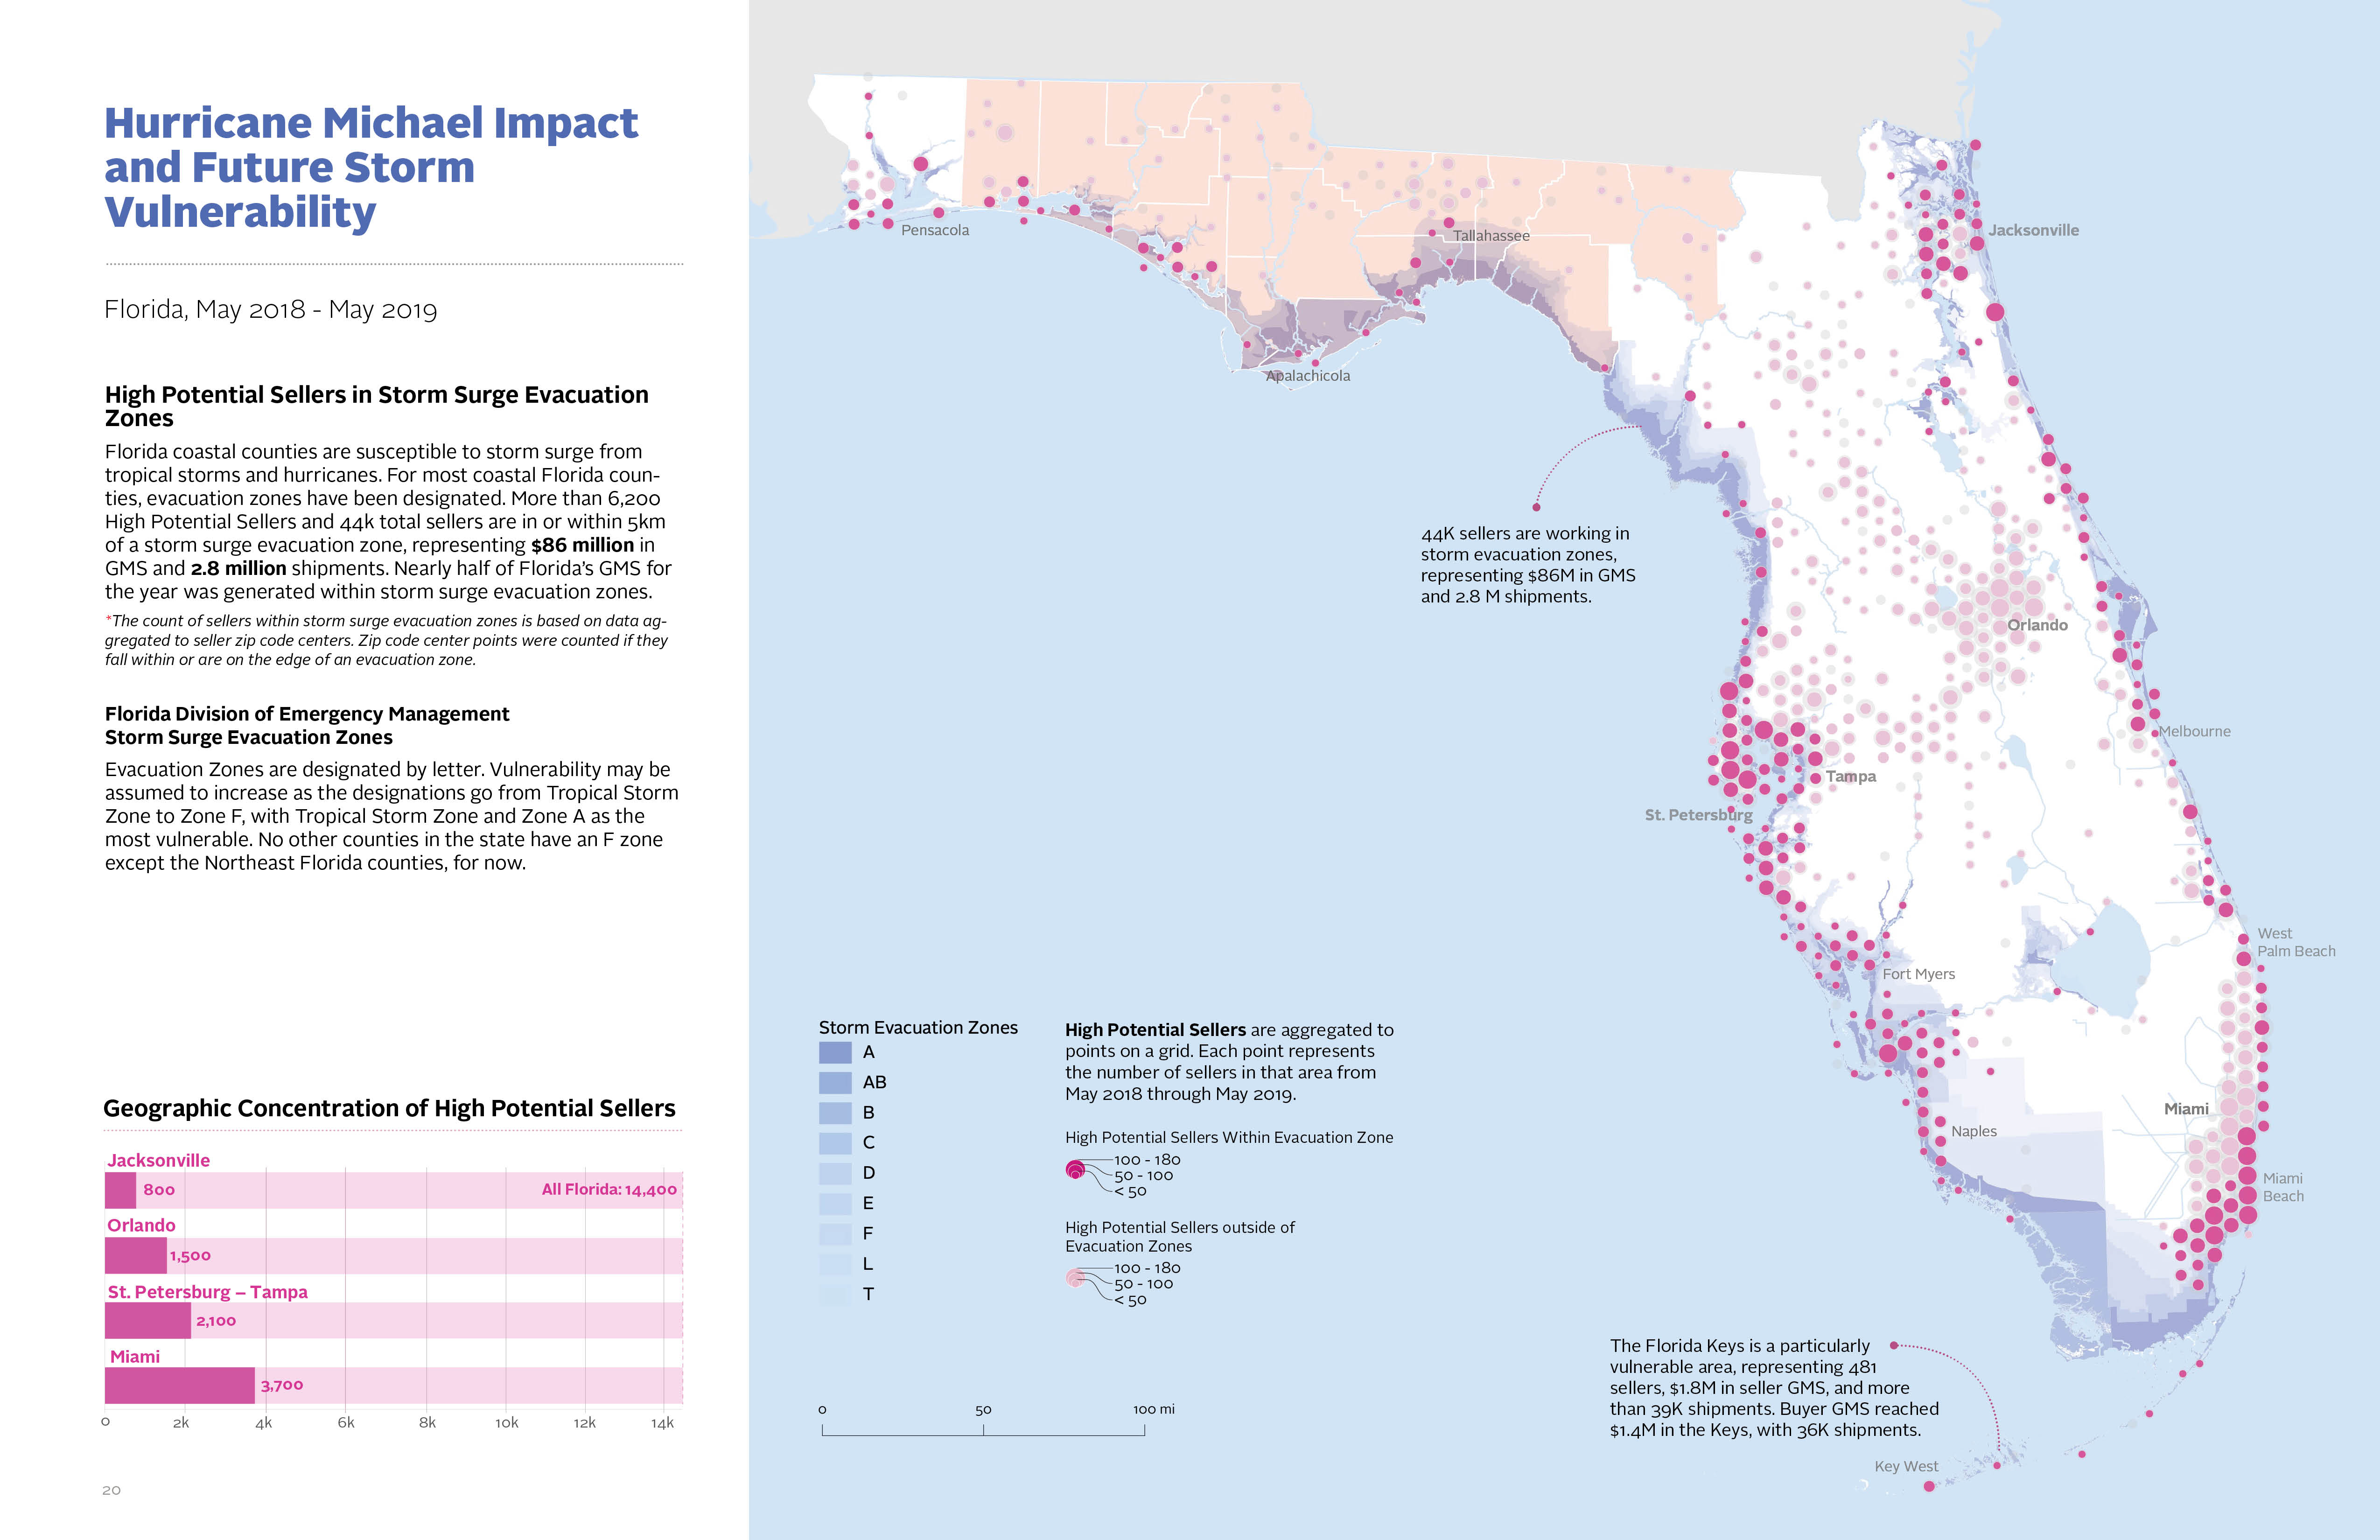 Hurricane Michael Impact
and Future Storm
Vulnerability
Florida, May 2018 - May 2019
High Potential Sellers in Storm Surge Evacuation
Zones
Florida coastal counties are susceptible to storm surge from
tropical storms and hurricanes. For most coastal Florida coun-
ties, evacuation zones have been designated. More than 6,200
High Potential Sellers and 44k total sellers are in or within 5km
of a storm surge evacuation zone, representing $86 million in
GMS and 2.8 million shipments. Nearly half of Florida's GMS for
the year was generated within storm surge evacuation zones.
*The count of sellers within storm surge evacuation zones is based on data ag-
gregated to seller zip code centers. Zip code center points were counted if they
fall within or are on the edge of an evacuation zone.
Florida Division of Emergency Management
Storm Surge Evacuation Zones
Evacuation Zones are designated by letter. Vulnerability may be
assumed to increase as the designations go from Tropical Storm
Zone to Zone F, with Tropical Storm Zone and Zone A as the
most vulnerable. No other counties in the state have an F zone
except the Northeast Florida counties, for now.
Geographic Concentration of High Potential Sellers
Jacksonville
800
All Florida: 14,400
Orlando
1,500
St. Petersburg – Tampa
2,100
Miami
3,700
0 2k 4k 6k 8k 10k 12k 14k
20
Pensacola
Tallahassee
Apalachicola
Jacksonville
44K sellers are working in
storm evacuation zones,
representing $86M in GMS
and 2.8 M shipments.
Orlando
Melbourne
Tampa
St. Petersburg
West
Palm Beach
Fort Myers
Miami
Naples
Miami
Beach
Storm Evacuation Zones
A
AB
B
C
D
E
F
L
T
High Potential Sellers are aggregated to
points on a grid. Each point represents
the number of sellers in that area from
May 2018 through May 2019.
High Potential Sellers Within Evacuation Zone
100 - 180
50 - 100
< 50
High Potential Sellers outside of
Evacuation Zones
100 - 180
50 - 100
< 50
0 50 100 mi
The Florida Keys is a particularly
vulnerable area, representing 481
sellers, $1.8M in seller GMS, and more
than 39K shipments. Buyer GMS reached
$1.4M in the Keys, with 36K shipments.
Key West